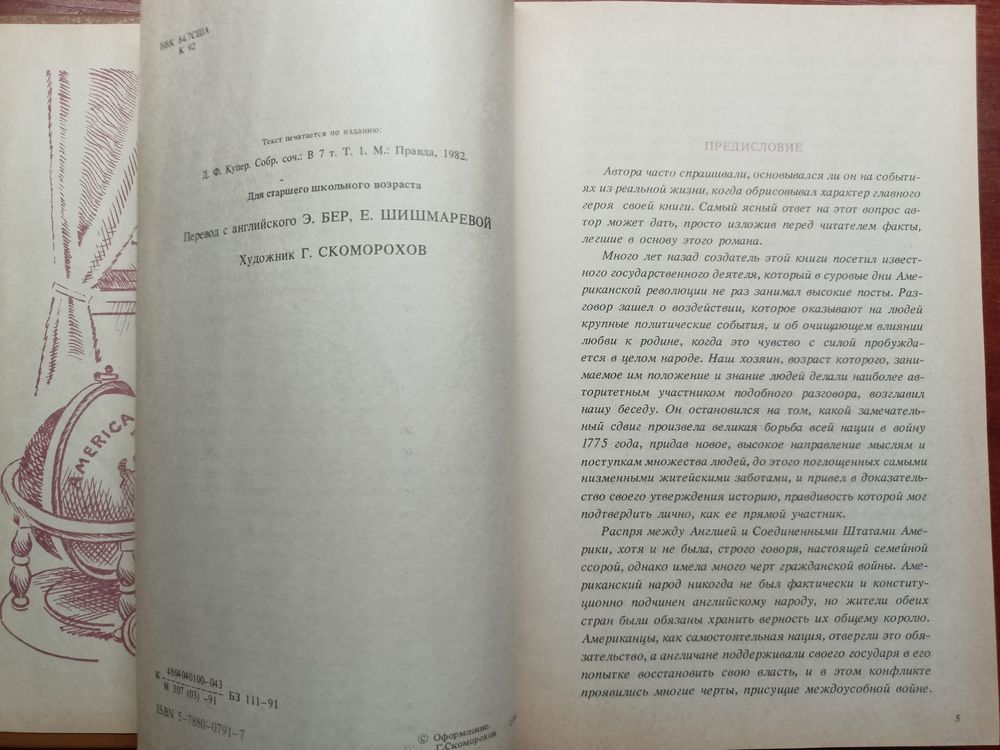 AMERICA
ББК 84.7США
К 92
Текст печатается по изданию:
Д. Ф. Купер. Собр. соч.: В 7 т. Т. 1. М.: Правда, 1982.
Для старшего школьного возраста
Перевод с английского Э. БЕР, Е. ШИШМАРЕВОЙ
Художник Г. СКОМОРОХОВ
К 4804040100–043
М 307 (03) –91 БЗ 111–91
ISBN 5–7880–0791–7
© Оформление.
Г.Скоморохов
ПРЕДИСЛОВИЕ
Автора часто спрашивали, основывался ли он на событи-
ях из реальной жизни, когда обрисовывал характер главного
героя своей книги. Самый ясный ответ на этот вопрос ав-
тор может дать, просто изложив перед читателем факты,
легшие в основу этого романа.
Много лет назад создатель этой книги посетил извест-
ного государственного деятеля, который в суровые дни Аме-
риканской революции не раз занимал высокие посты. Раз-
говор зашел о воздействии, которое оказывают на людей
крупные политические события, и об очищающем влиянии
любви к родине, когда это чувство с силой пробужда-
ется в целом народе. Наш хозяин, возраст которого, зани-
маемое им положение и знание людей делали наиболее ав-
торитетным участником подобного разговора, возглавил
нашу беседу. Он остановился на том, какой замечатель-
ный сдвиг произвела великая борьба всей нации в войну
1775 года, придав новое, высокое направление мыслям и
поступкам множества людей, до этого поглощенных самыми
низменными житейскими заботами, и привел в доказатель-
ство своего утверждения историю, правдивость которой мог
подтвердить лично, как ее прямой участник.
Распря между Англией и Соединенными Штатами Аме-
рики, хотя и не была, строго говоря, настоящей семейной
ссорой, однако имела много черт гражданской войны. Аме-
риканский народ никогда не был фактически и конститу-
ционно подчинен английскому народу, но жители обеих
стран были обязаны хранить верность их общему королю.
Американцы, как самостоятельная нация, отвергли это обя-
зательство, а англичане поддерживали своего государя в его
попытке восстановить свою власть, и в этом конфликте
проявились многие черты, присущие междоусобной войне.
5